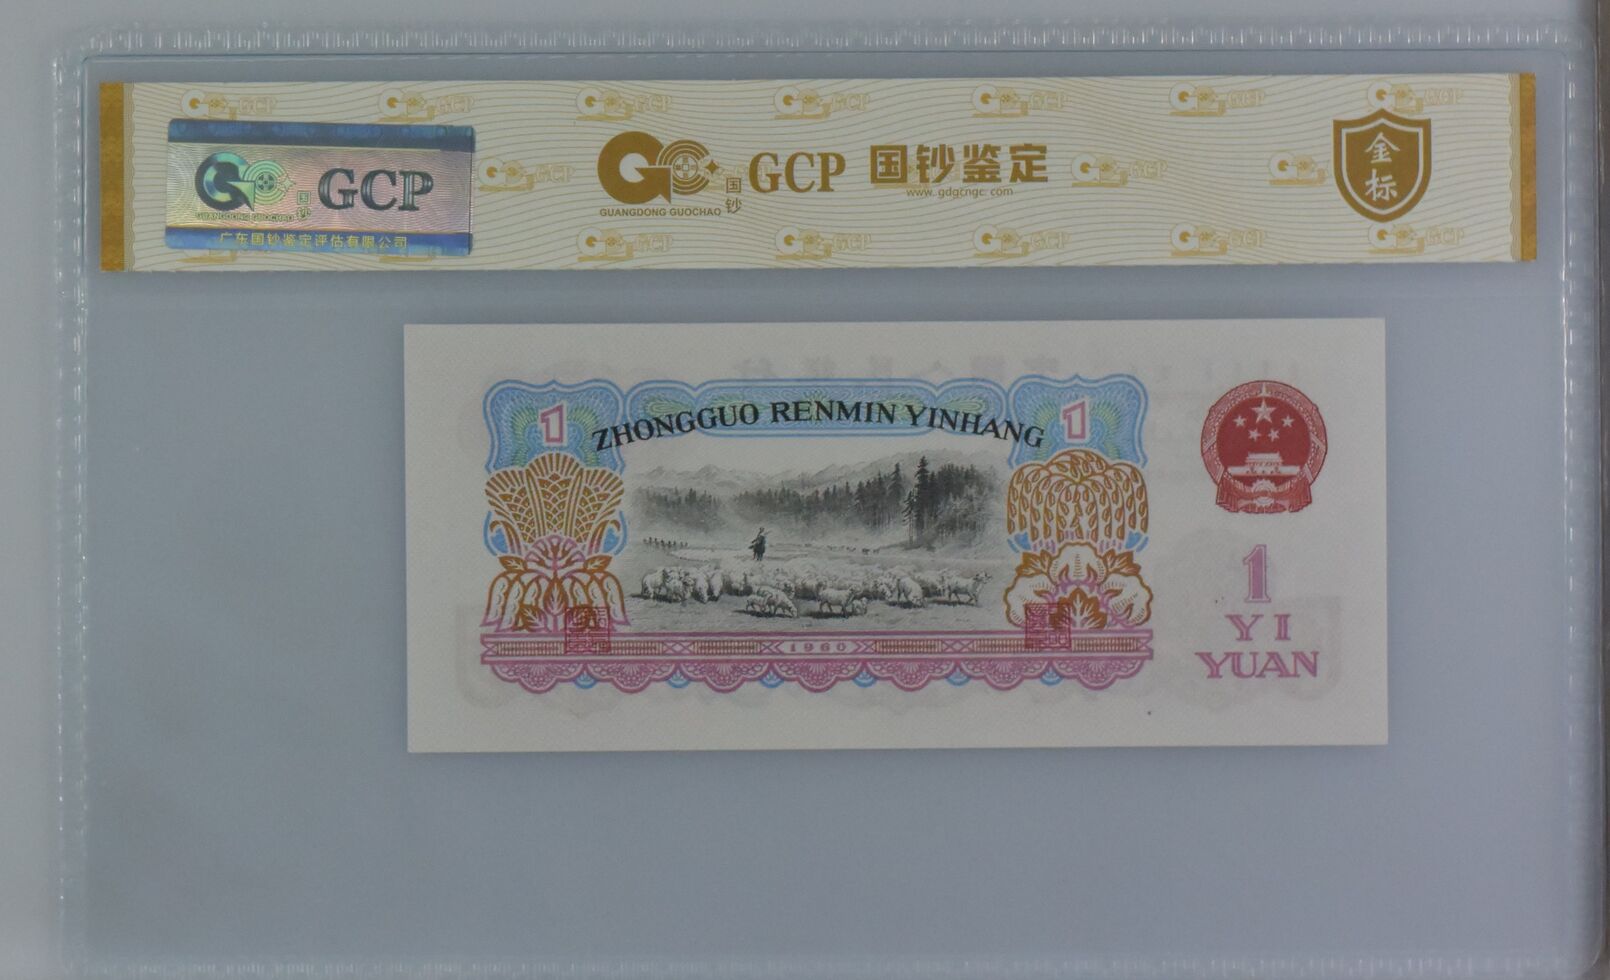 GCP
国钞
GUANGDONG GUOCHAO
广东国钞鉴定评估有限公司
GCP 国钞鉴定
国钞
www.gdgcngc.com
GUANGDONG GUOCHAO
金标
1
ZHONGGUO RENMIN YINHANG
1
1960
1
YI
YUAN